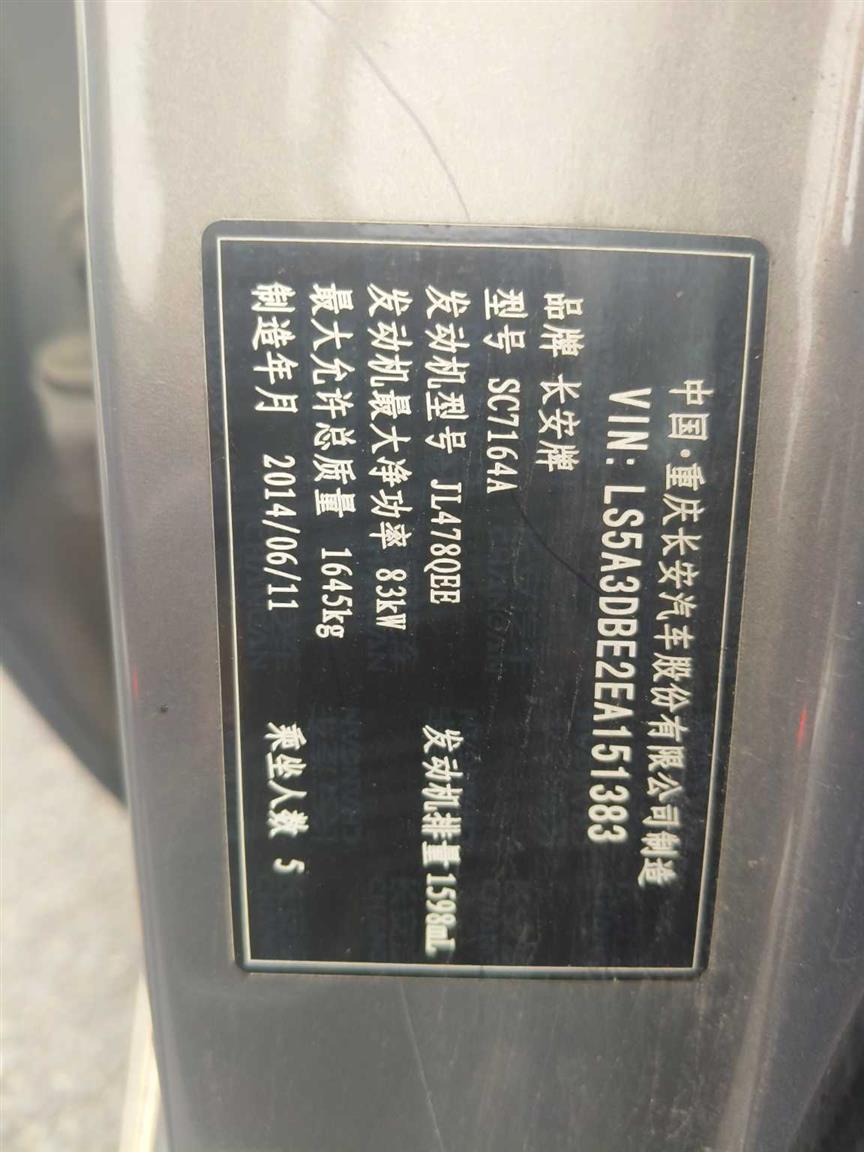 中国·重庆长安汽车股份有限公司制造
VIN: LS5A3DBE2EA151383
品牌 长安牌
型号 SC7164A
发动机型号 JL478QEE 发动机排量 1598mL
发动机最大净功率 83kW
最大允许总质量 1645kg
制造年月 2014/06/11 乘坐人数 5